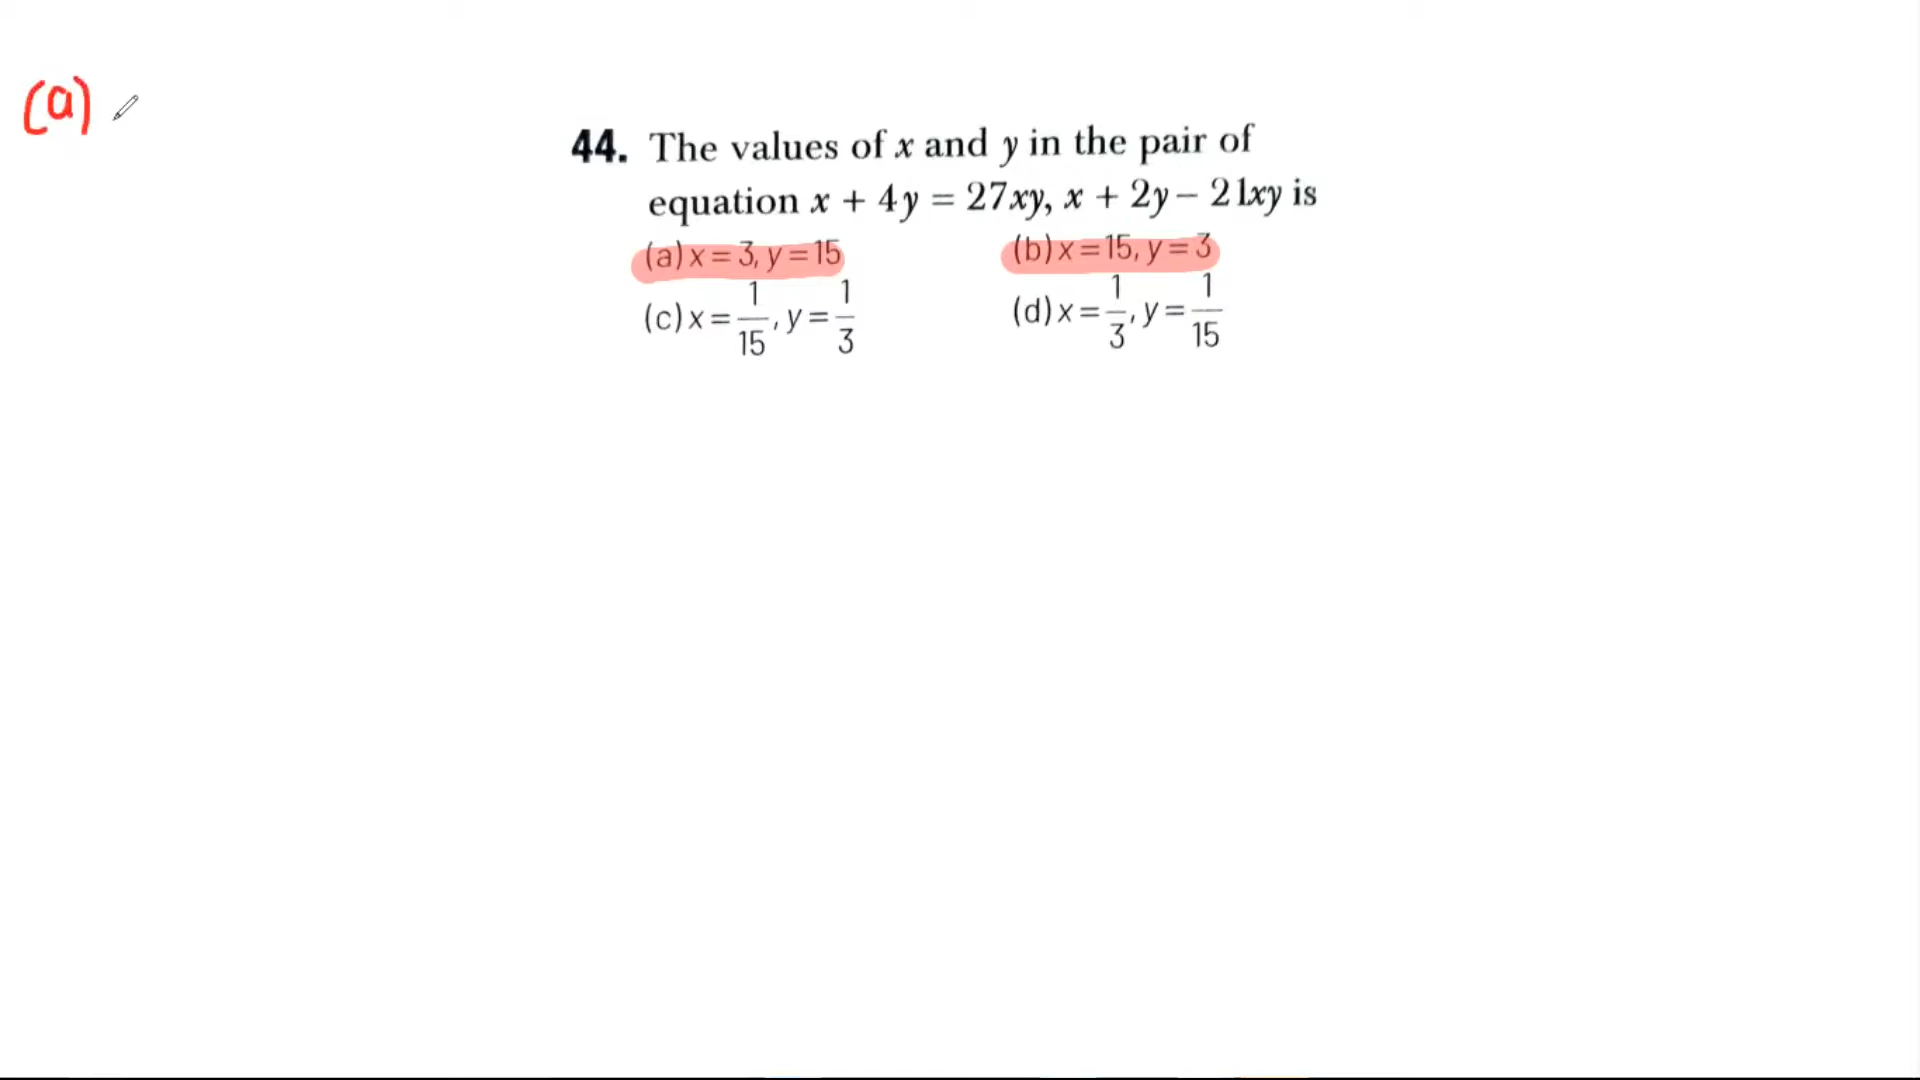 (a)
44. The values of x and y in the pair of
equation x + 4y = 27xy, x + 2y – 21xy is
(a) x = 3, y = 15 (b) x = 15, y = 3
(c) x = 1/15, y = 1/3 (d) x = 1/3, y = 1/15